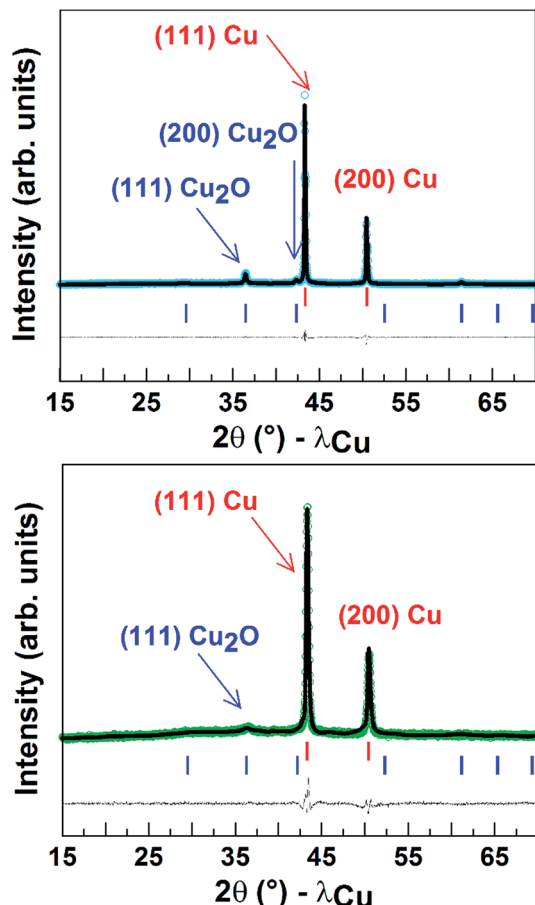 (111) Cu
(200) Cu₂O
(200) Cu
(111) Cu₂O
Intensity (arb. units)
15 25 35 45 55 65
2θ (°) - λCu
(111) Cu
(200) Cu
(111) Cu₂O
Intensity (arb. units)
15 25 35 45 55 65
2θ (°) - λCu